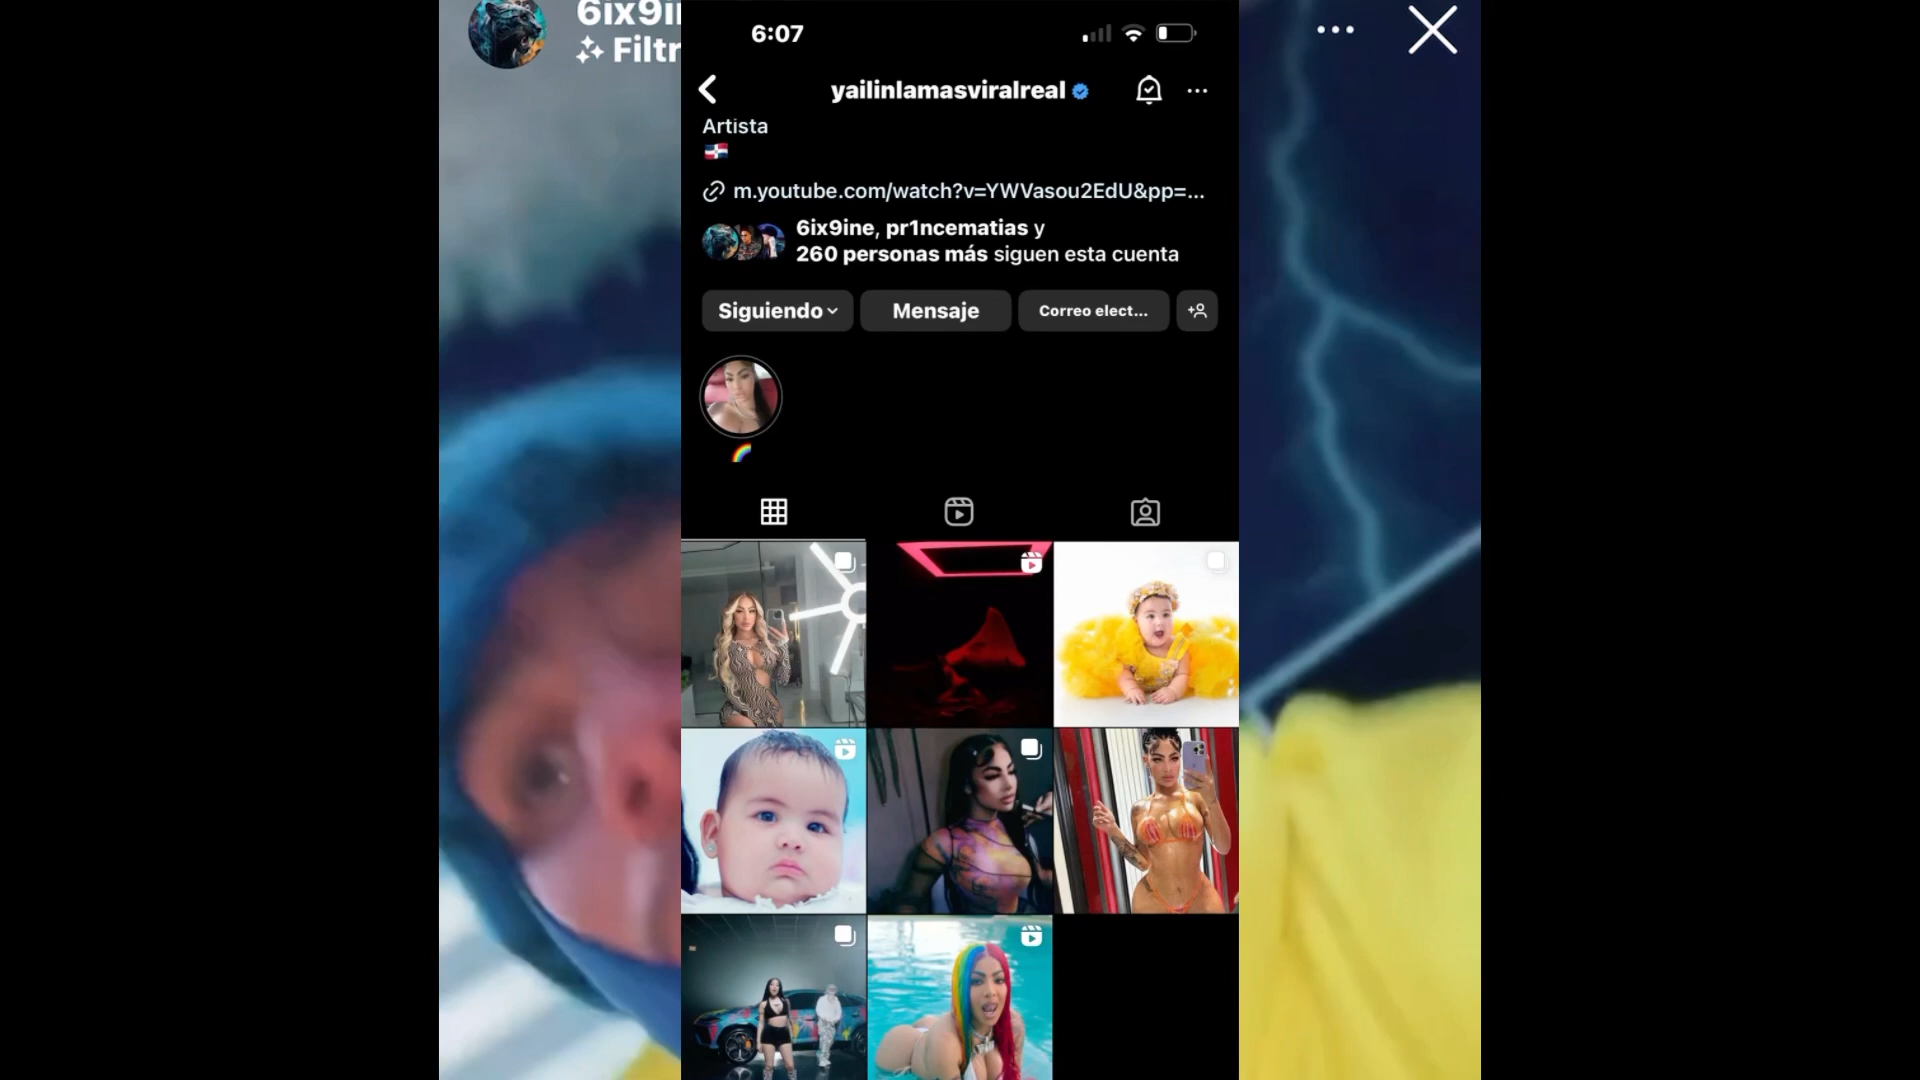 6ix9i
Filtr
6:07
yailinlamasviralreal
Artista
m.youtube.com/watch?v=YWVasou2EdU&pp=...
6ix9ine, pr1ncematias y
260 personas más siguen esta cuenta
Siguiendo
Mensaje
Correo elect...